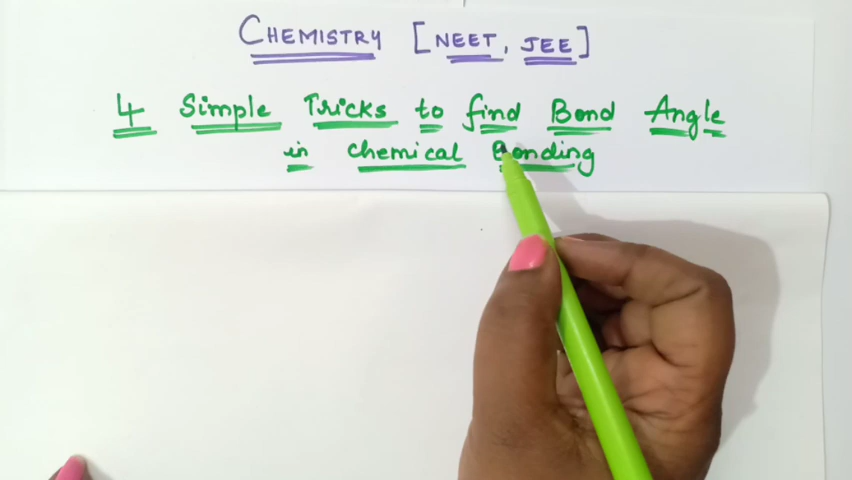 CHEMISTRY [NEET, JEE]
4 Simple Tricks to find Bond Angle
in chemical Bonding